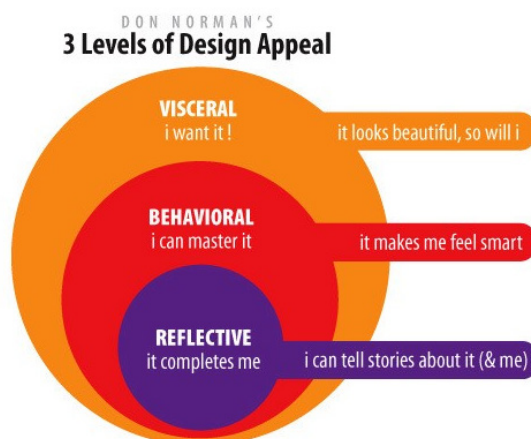 DON NORMAN'S
3 Levels of Design Appeal
VISCERAL
i want it !
it looks beautiful, so will i
BEHAVIORAL
i can master it
it makes me feel smart
REFLECTIVE
it completes me
i can tell stories about it (& me)